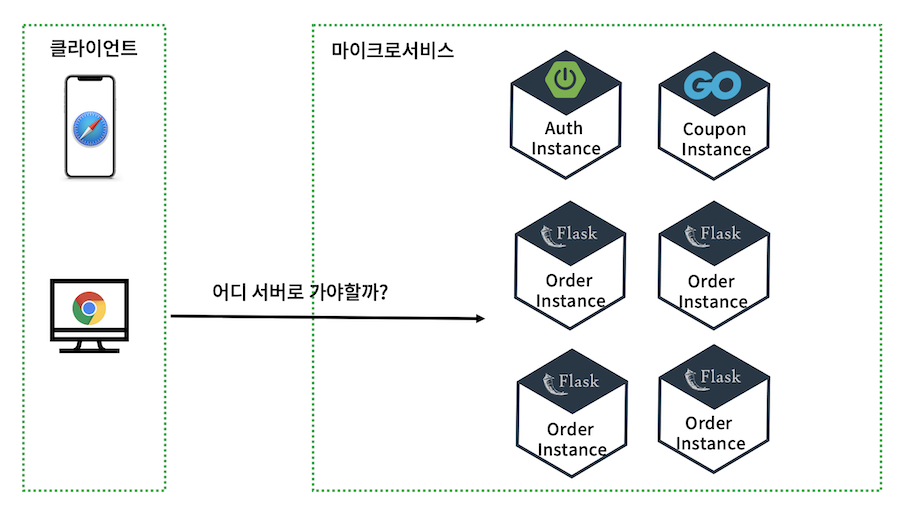 클라이언트
마이크로서비스
Auth
Instance
GO
Coupon
Instance
Flask
Order
Instance
Flask
Order
Instance
어디 서버로 가야할까?
Flask
Order
Instance
Flask
Order
Instance